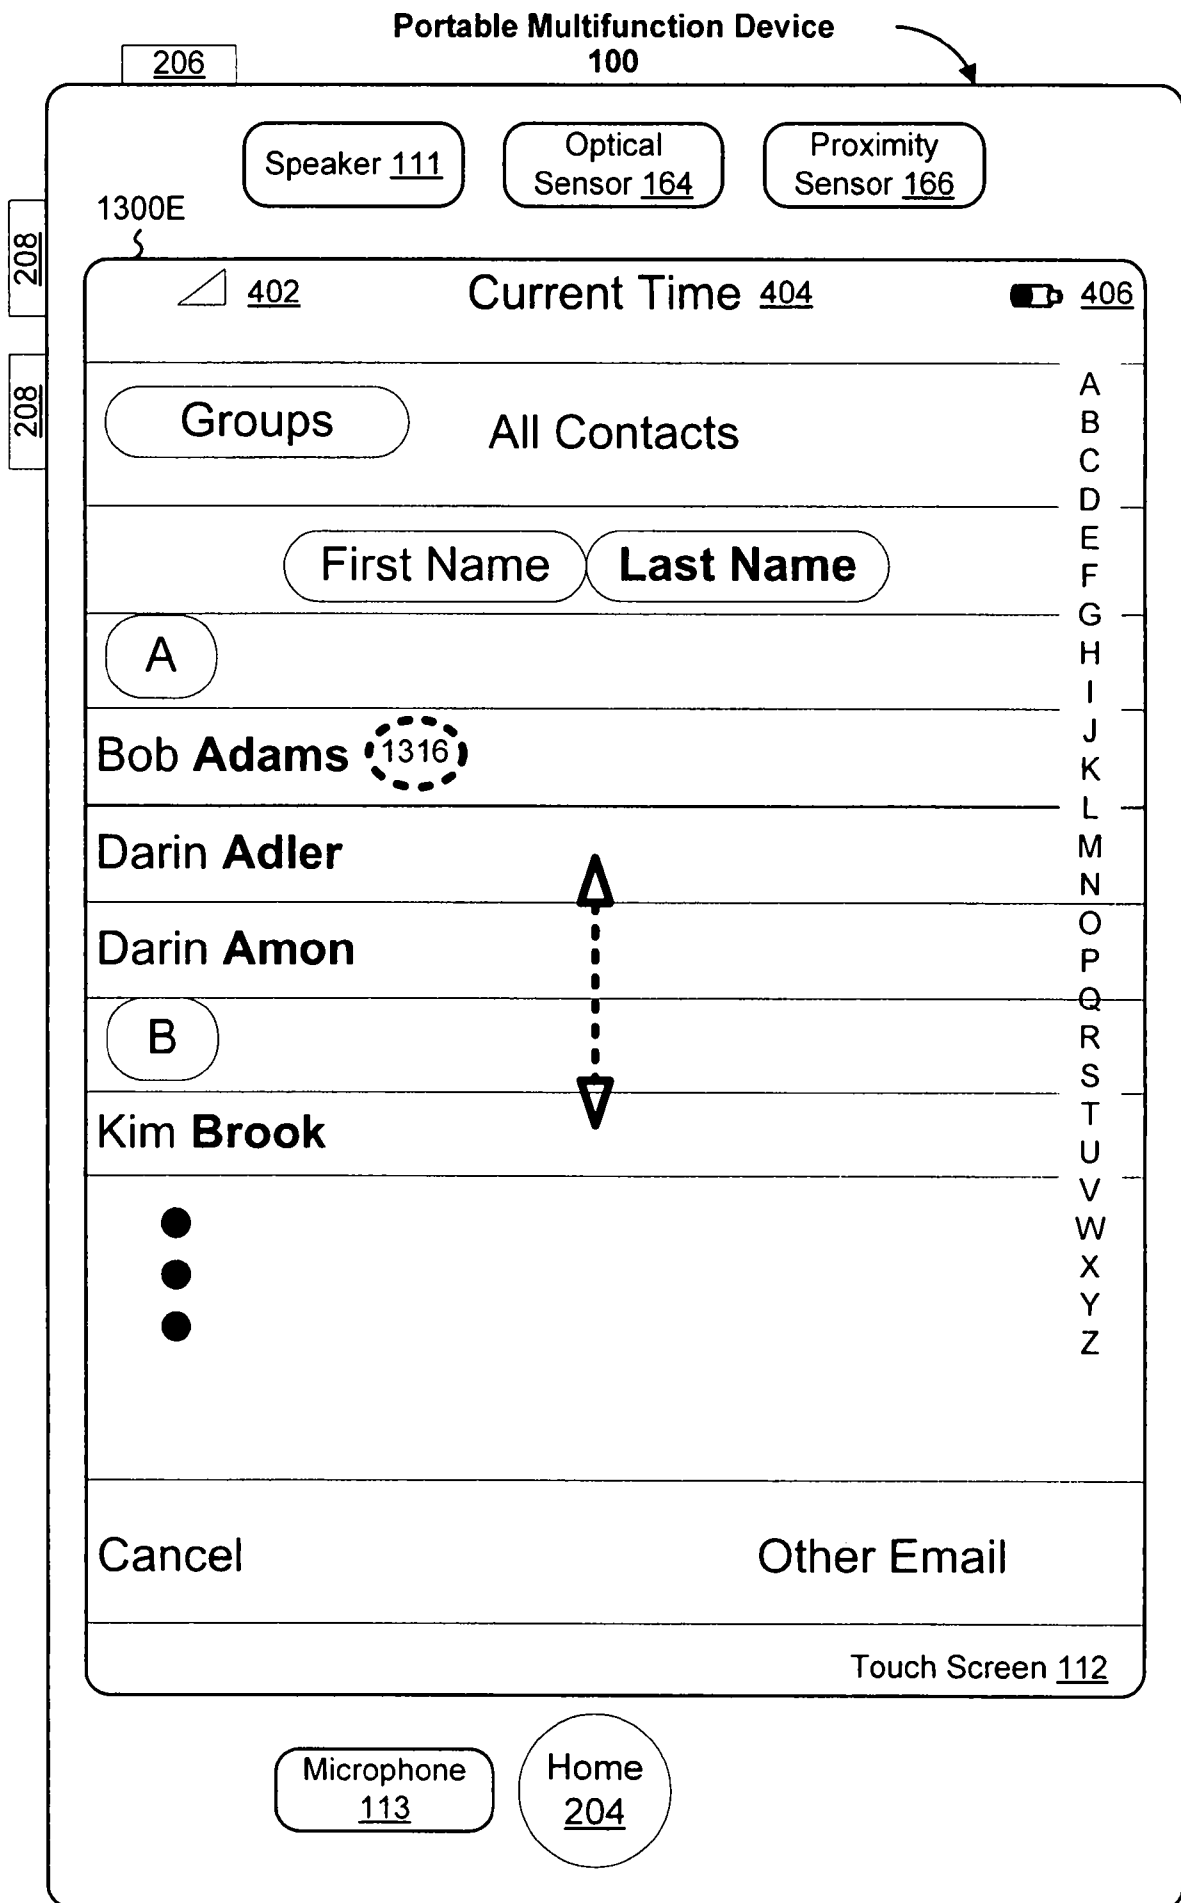 Portable Multifunction Device
100
206
Speaker 111
Optical
Sensor 164
Proximity
Sensor 166
1300E
208
208
402
Current Time 404
406
Groups
All Contacts
First Name
Last Name
A
Bob Adams 1316
Darin Adler
Darin Amon
B
Kim Brook
A
B
C
D
E
F
G
H
I
J
K
L
M
N
O
P
Q
R
S
T
U
V
W
X
Y
Z
Cancel
Other Email
Touch Screen 112
Microphone
113
Home
204